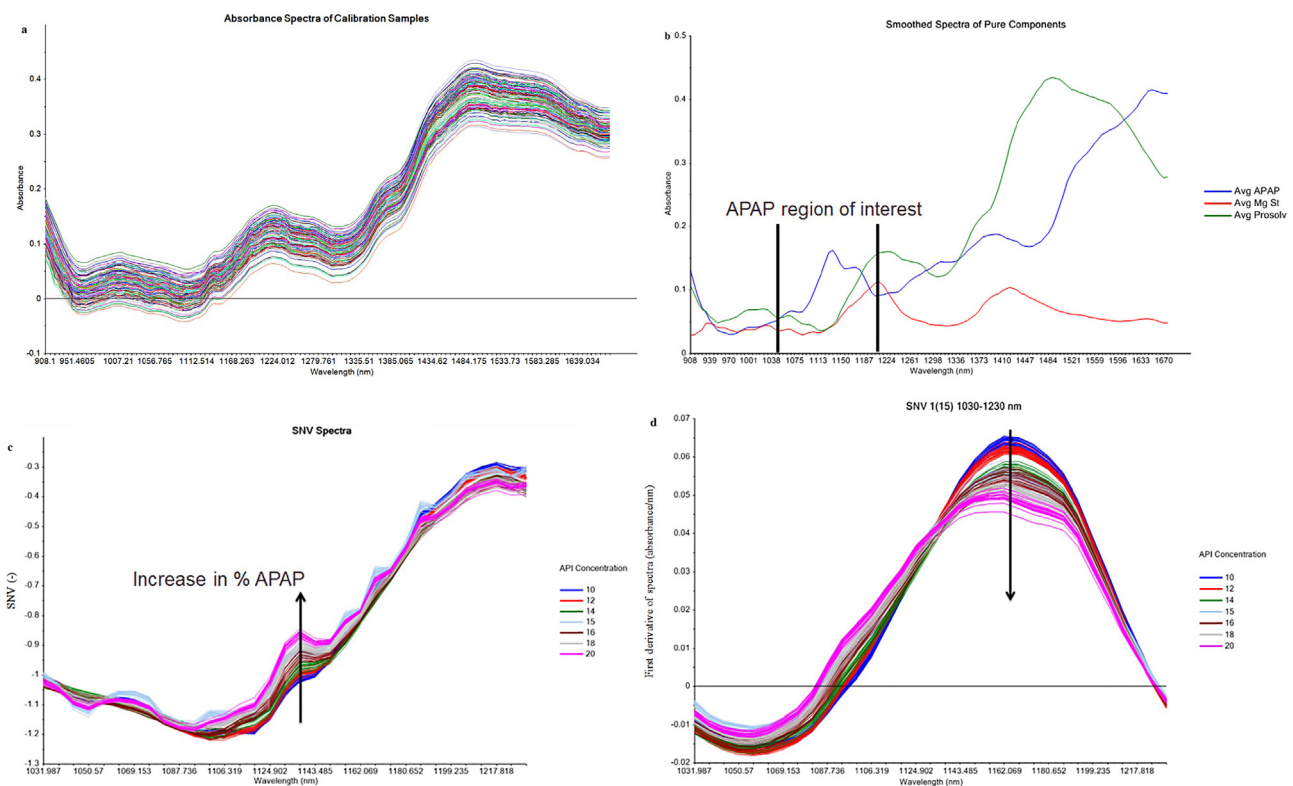 a
Absorbance Spectra of Calibration Samples
0.4
0.3
0.2
0.1
0
-0.1
Absorbance
908.1 951.4605 1007.21 1058.765 1112.514 1168.263 1224.012 1279.761 1335.51 1385.065 1434.62 1484.175 1533.73 1583.285 1639.034
Wavelength (nm)
b
Smoothed Spectra of Pure Components
0.5
0.4
0.3
0.2
0.1
0
Absorbance
APAP region of interest
Avg APAP
Avg Mg St
Avg Prosolv
908 939 970 1001 1038 1075 1113 1150 1187 1224 1261 1298 1336 1373 1410 1447 1484 1521 1559 1596 1633 1670
Wavelength (nm)
c
SNV Spectra
-0.3
-0.4
-0.5
-0.6
-0.7
-0.8
-0.9
-1
-1.1
-1.2
-1.3
SNV (-)
Increase in % APAP
API Concentration
10
12
14
15
16
18
20
1031.987 1050.57 1069.153 1087.736 1106.319 1124.902 1143.485 1162.069 1180.652 1199.235 1217.818
Wavelength (nm)
d
SNV 1(15) 1030-1230 nm
0.07
0.06
0.05
0.04
0.03
0.02
0.01
0
-0.01
-0.02
First derivative of spectra (absorbance/nm)
API Concentration
10
12
14
15
16
18
20
1031.987 1050.57 1069.153 1087.736 1106.319 1124.902 1143.485 1162.069 1180.652 1199.235 1217.818
Wavelength (nm)